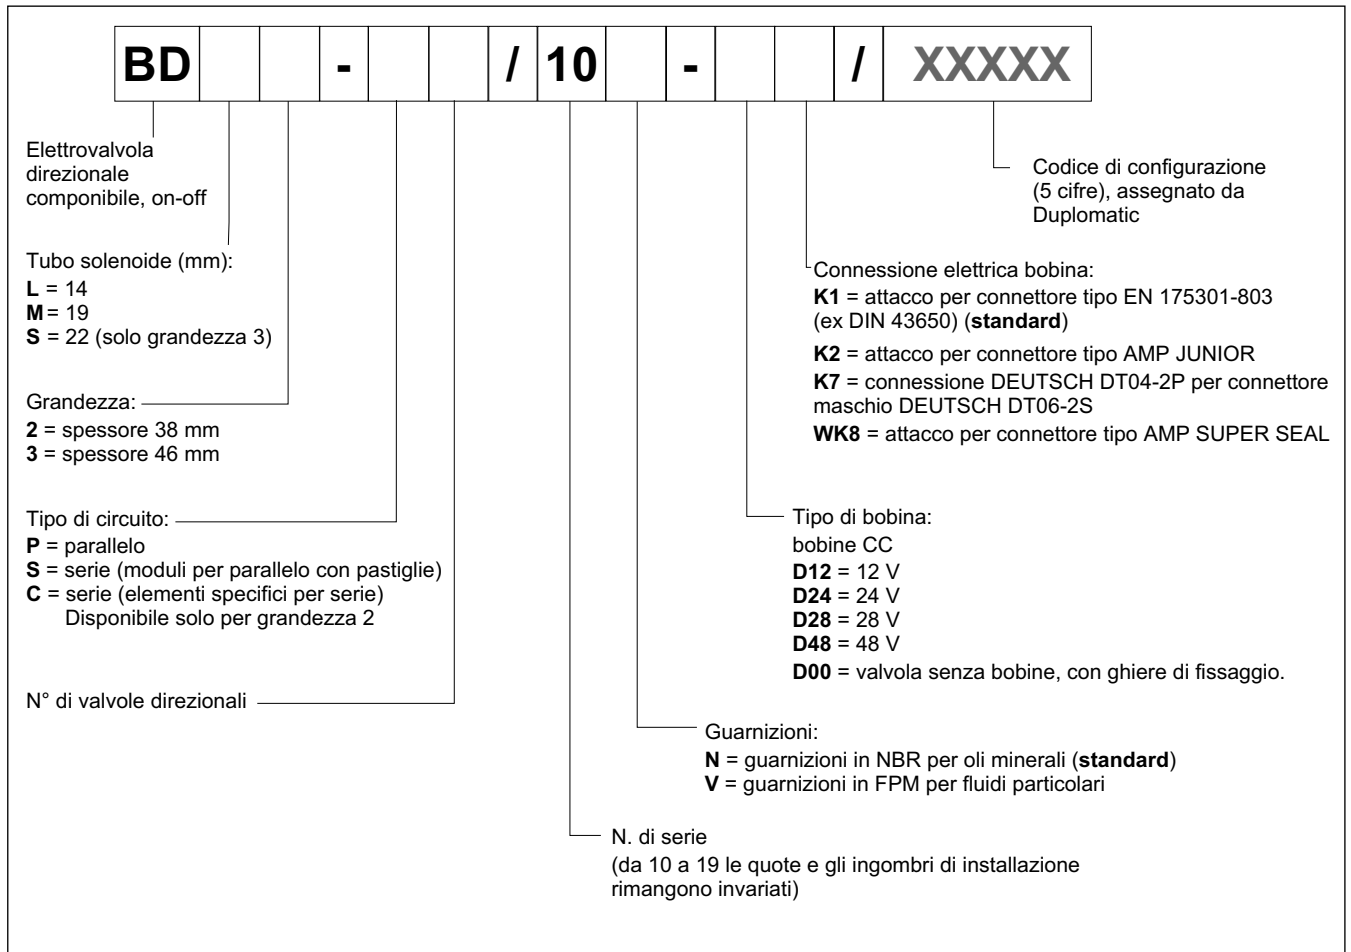 BD - / 10 - / XXXXX
Elettrovalvola
direzionale
componibile, on-off
Tubo solenoide (mm):
L = 14
M = 19
S = 22 (solo grandezza 3)
Grandezza:
2 = spessore 38 mm
3 = spessore 46 mm
Tipo di circuito:
P = parallelo
S = serie (moduli per parallelo con pastiglie)
C = serie (elementi specifici per serie)
Disponibile solo per grandezza 2
N° di valvole direzionali
Codice di configurazione
(5 cifre), assegnato da
Duplomatic
Connessione elettrica bobina:
K1 = attacco per connettore tipo EN 175301-803
(ex DIN 43650) (standard)
K2 = attacco per connettore tipo AMP JUNIOR
K7 = connessione DEUTSCH DT04-2P per connettore
maschio DEUTSCH DT06-2S
WK8 = attacco per connettore tipo AMP SUPER SEAL
Tipo di bobina:
bobine CC
D12 = 12 V
D24 = 24 V
D28 = 28 V
D48 = 48 V
D00 = valvola senza bobine, con ghiere di fissaggio.
Guarnizioni:
N = guarnizioni in NBR per oli minerali (standard)
V = guarnizioni in FPM per fluidi particolari
N. di serie
(da 10 a 19 le quote e gli ingombri di installazione
rimangono invariati)